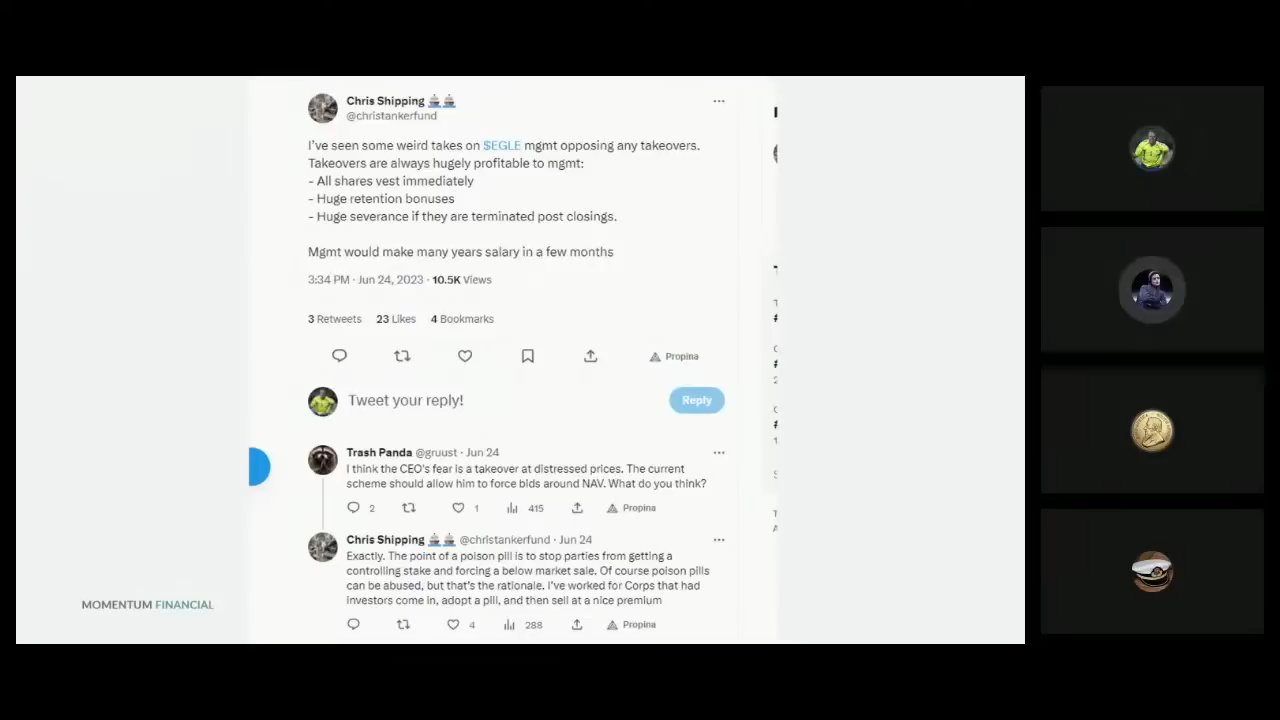 Chris Shipping 🚢🚢
@christankerfund
I've seen some weird takes on $EGLE mgmt opposing any takeovers.
Takeovers are always hugely profitable to mgmt:
- All shares vest immediately
- Huge retention bonuses
- Huge severance if they are terminated post closings.
Mgmt would make many years salary in a few months
3:34 PM · Jun 24, 2023 · 10.5K Views
3 Retweets 23 Likes 4 Bookmarks
Propina
Tweet your reply!
Reply
Trash Panda @gruust · Jun 24
I think the CEO's fear is a takeover at distressed prices. The current
scheme should allow him to force bids around NAV. What do you think?
2 1 415 Propina
Chris Shipping 🚢🚢 @christankerfund · Jun 24
Exactly. The point of a poison pill is to stop parties from getting a
controlling stake and forcing a below market sale. Of course poison pills
can be abused, but that's the rationale. I've worked for Corps that had
investors come in, adopt a pill, and then sell at a nice premium
4 288 Propina
MOMENTUM FINANCIAL